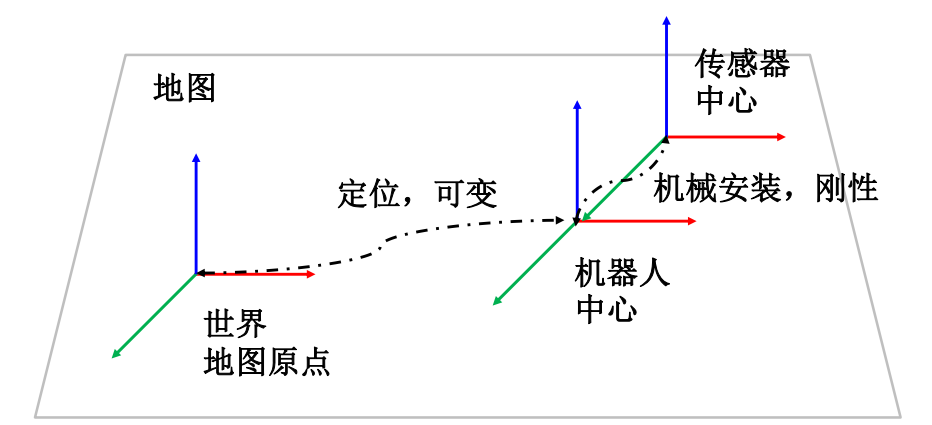 地图
传感器
中心
定位，可变
机械安装，刚性
机器人
中心
世界
地图原点